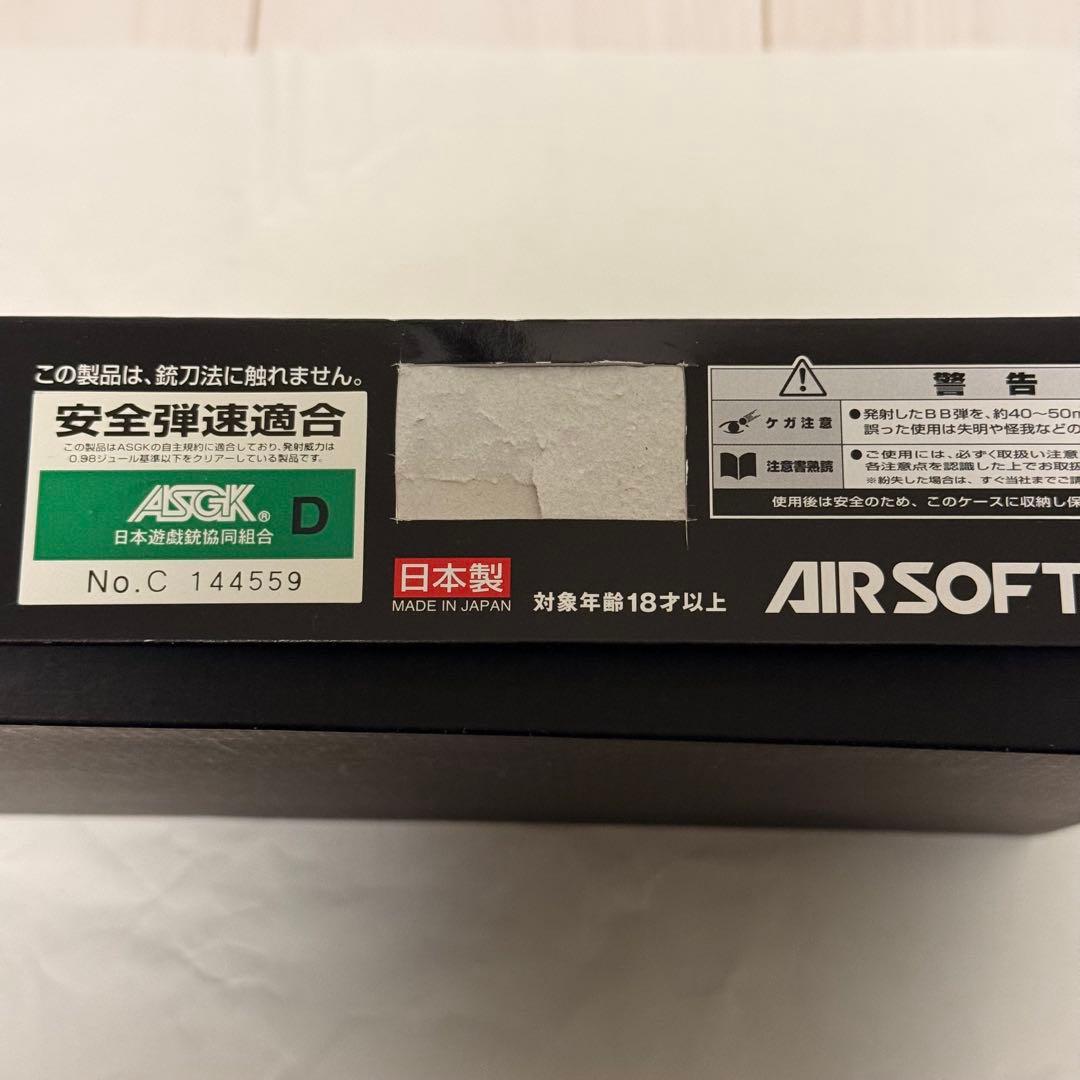 この製品は、銃刀法に触れません。
安全弾速適合
この製品はASGKの自主規約に適合しており、発射威力は
0.98ジュール基準以下をクリアーしている製品です。
ASGK® D
日本遊戯銃協同組合
No.C 144559
日本製
MADE IN JAPAN
対象年齢18才以上
警告
ケガ注意
●発射したBB弾を、約40〜50m
誤った使用は失明や怪我などの
注意書熟読
●ご使用には、必ず〈取扱い注意
各注意点を認識した上でお取扱
※紛失した場合は、すぐ当社までご請
使用後は安全のため、このケースに収納し保
AIRSOFT